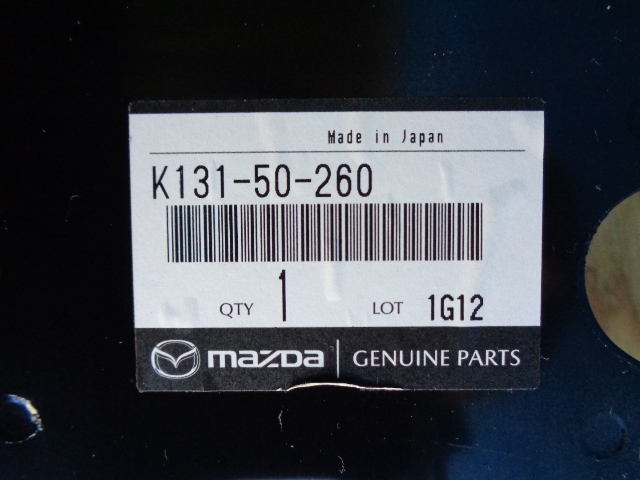 Made in Japan
K131-50-260
QTY 1 LOT 1G12
mazda GENUINE PARTS